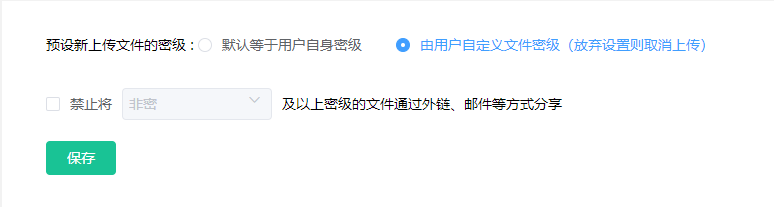 预设新上传文件的密级 : 默认等于用户自身密级 由用户自定义文件密级（放弃设置则取消上传）
禁止将 非密 及以上密级的文件通过外链、邮件等方式分享
保存